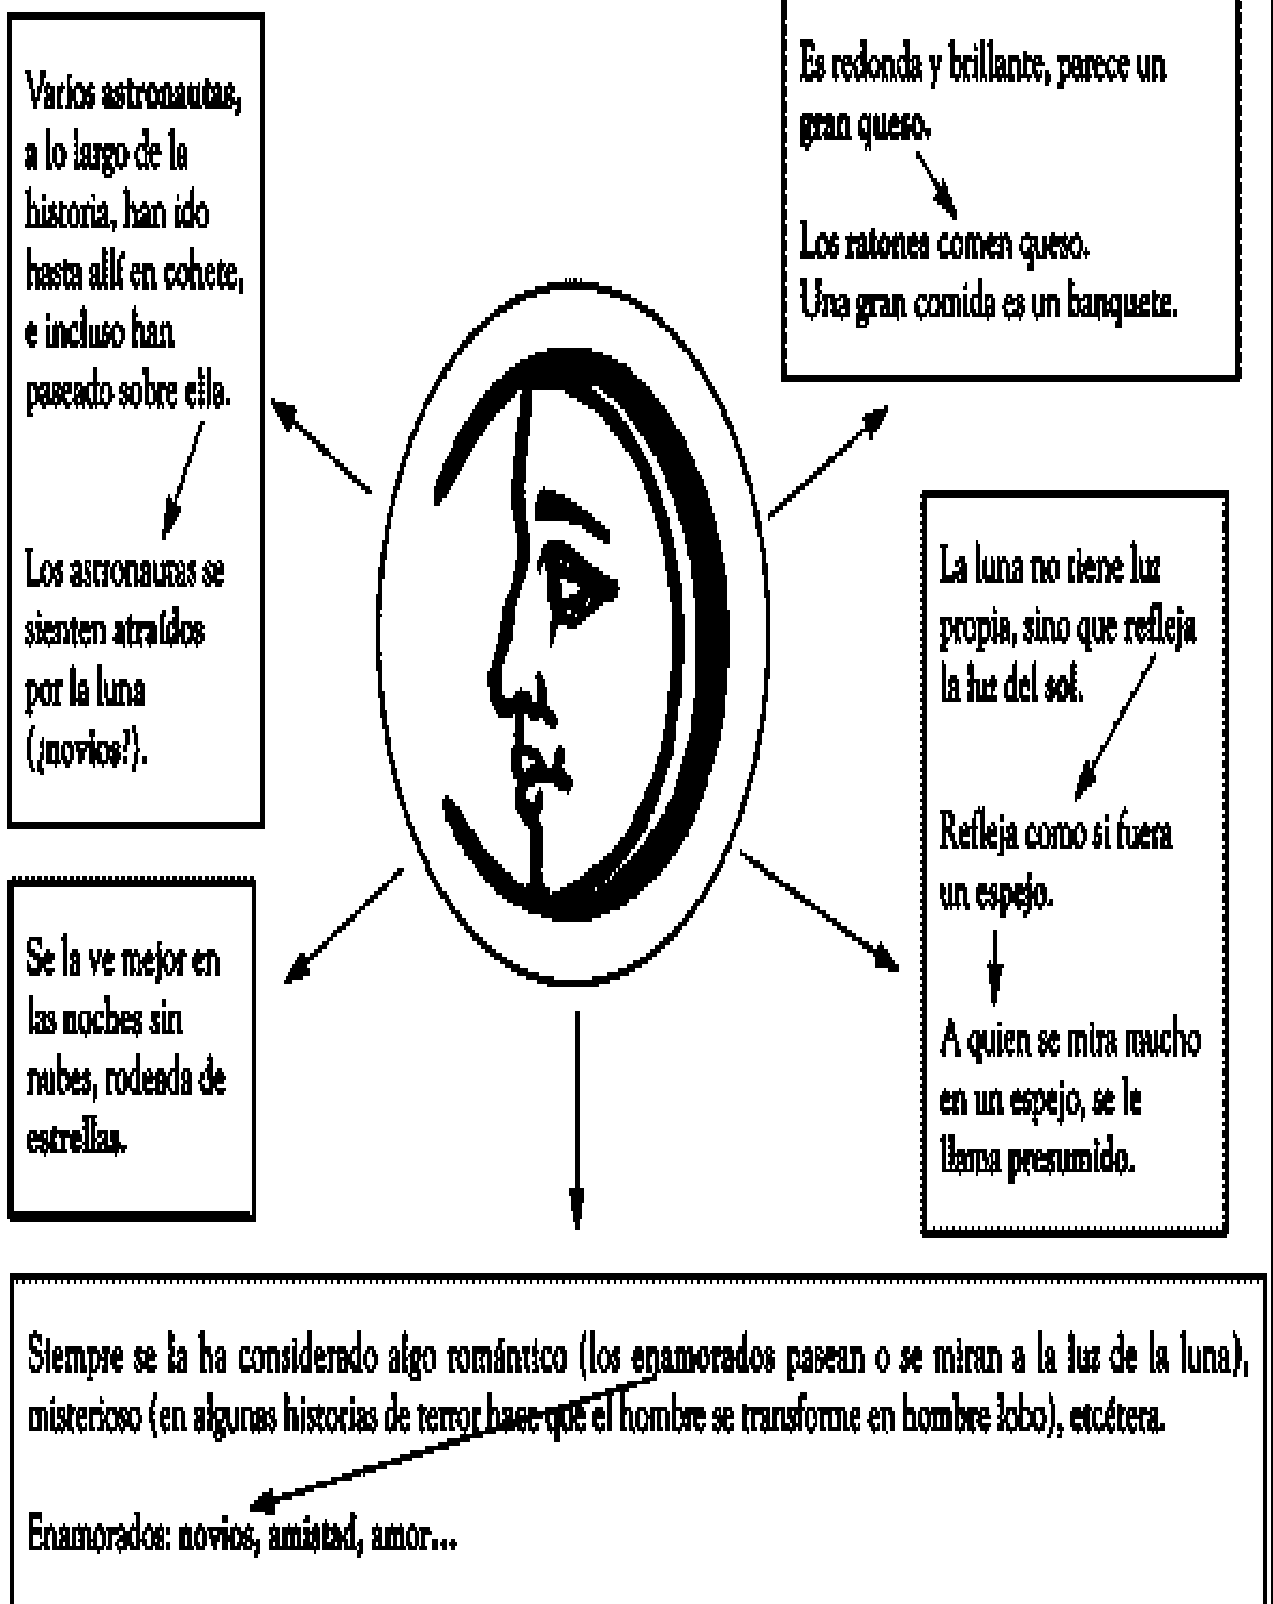 Varios astronautas,
a lo largo de la
historia, han ido
hasta allí en cohete,
e incluso han
paseado sobre ella.
Los astronautas se
sienten atraídos
por la luna
(¿novios?).
Es redonda y brillante, parece un
gran queso.
Los ratones comen queso.
Una gran comida es un banquete.
La luna no tiene luz
propia, sino que refleja
la luz del sol.
Refleja como si fuera
un espejo.
A quien se mira mucho
en un espejo, se le
llama presumido.
Se la ve mejor en
las noches sin
nubes, rodeada de
estrellas.
Siempre se la ha considerado algo romántico (los enamorados pasean o se miran a la luz de la luna),
misterioso (en algunas historias de terror hace que el hombre se transforme en hombre lobo), etcétera.
Enamorados: novios, amistad, amor...